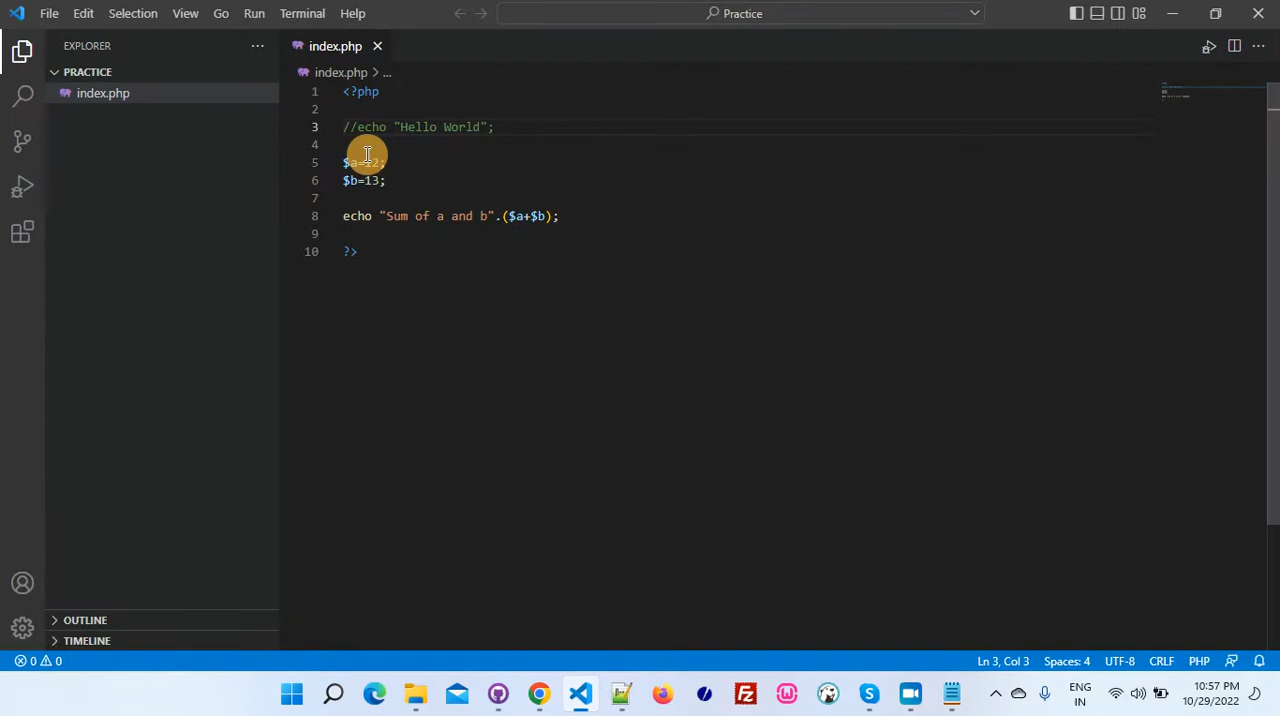 File Edit Selection View Go Run Terminal Help
Practice
EXPLORER
index.php
PRACTICE
index.php
index.php > ...
1 <?php
2
3 //echo "Hello World";
4
5 $a=12;
6 $b=13;
7
8 echo "Sum of a and b".($a+$b);
9
10 ?>
OUTLINE
TIMELINE
0 0
Ln 3, Col 3 Spaces: 4 UTF-8 CRLF PHP
ENG
IN
10:57 PM
10/29/2022